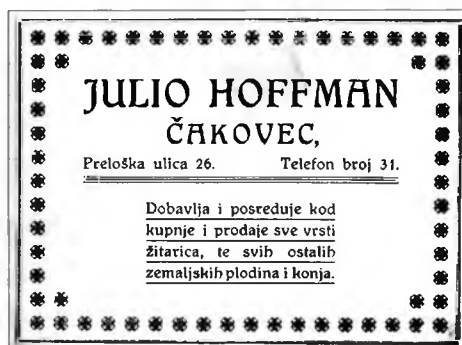 JULIO HOFFMAN
ČAKOVEC,
Preloška ulica 26. Telefon broj 31.
Dobavlja i posreduje kod
kupnje i prodaje sve vrsti
žitarica, te svih ostalih
zemaljskih plodina i konja.